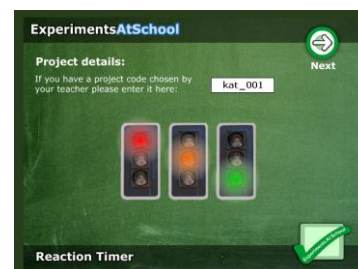 ExperimentsAtSchool
Next
Project details:
If you have a project code chosen by
your teacher please enter it here:
kat_001
ExperimentsAtSchool
Reaction Timer